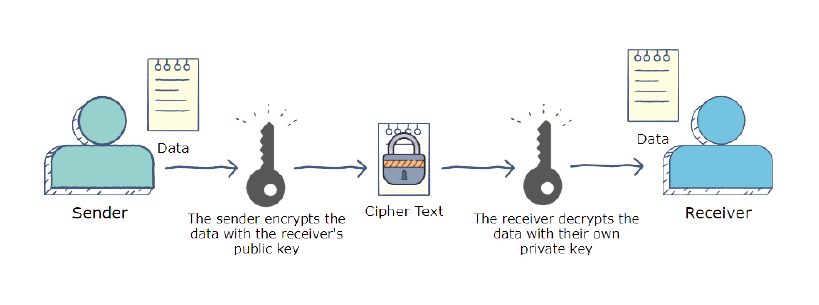 Data
Data
Sender
The sender encrypts the
data with the receiver's
public key
Cipher Text
The receiver decrypts the
data with their own
private key
Receiver